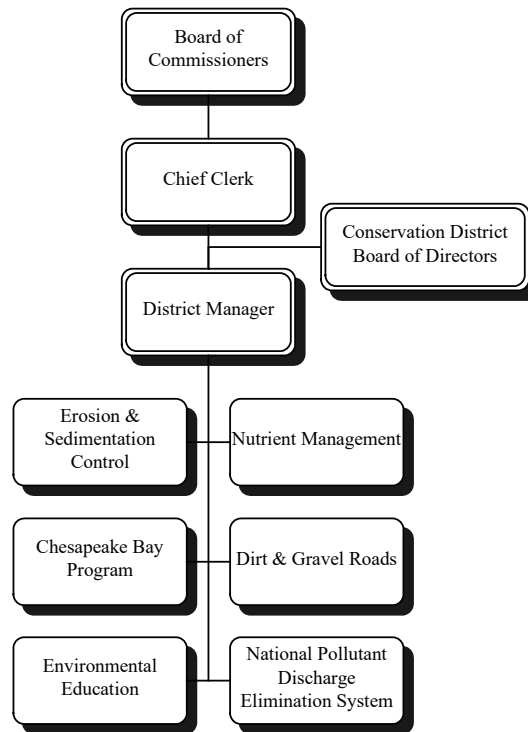 Board of
Commissioners
Chief Clerk
Conservation District
Board of Directors
District Manager
Erosion &
Sedimentation
Control
Nutrient Management
Chesapeake Bay
Program
Dirt & Gravel Roads
Environmental
Education
National Pollutant
Discharge
Elimination System